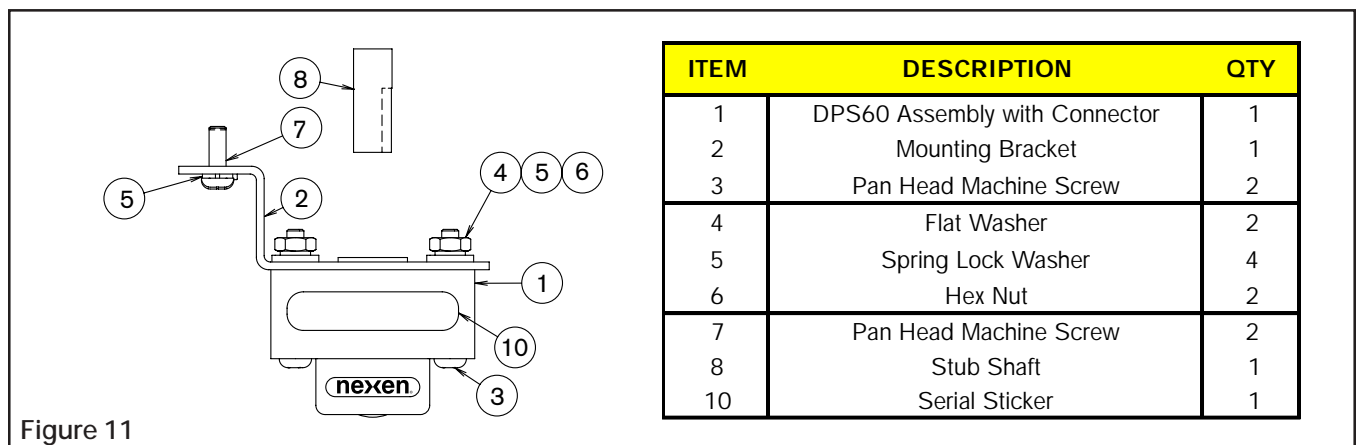 8
7
5
2
4 5 6
1
10
3
nexen
Figure 11
ITEM DESCRIPTION QTY
1 DPS60 Assembly with Connector 1
2 Mounting Bracket 1
3 Pan Head Machine Screw 2
4 Flat Washer 2
5 Spring Lock Washer 4
6 Hex Nut 2
7 Pan Head Machine Screw 2
8 Stub Shaft 1
10 Serial Sticker 1